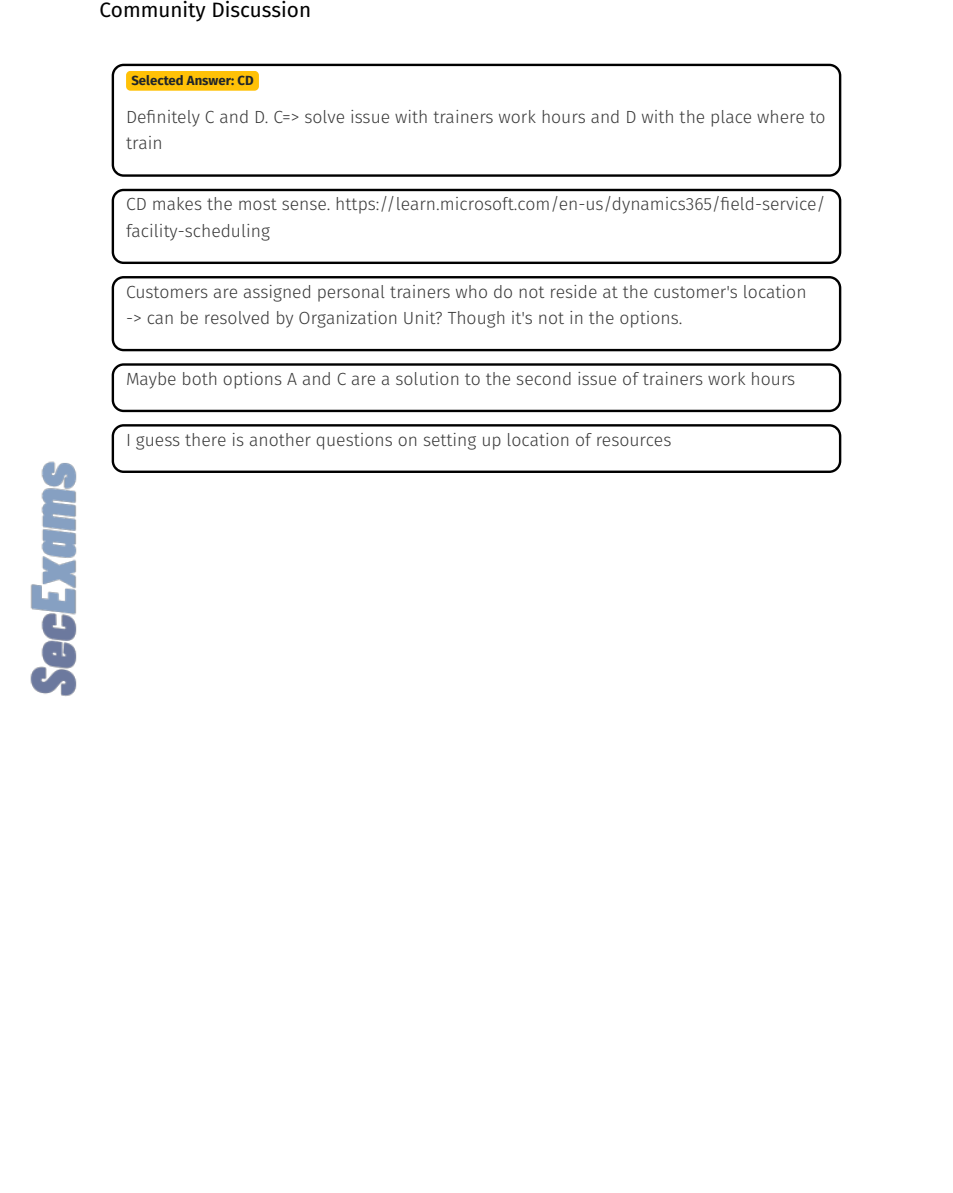 Community Discussion
Selected Answer: CD
Definitely C and D. C=> solve issue with trainers work hours and D with the place where to
train
CD makes the most sense. https://learn.microsoft.com/en-us/dynamics365/field-service/
facility-scheduling
Customers are assigned personal trainers who do not reside at the customer's location
-> can be resolved by Organization Unit? Though it's not in the options.
Maybe both options A and C are a solution to the second issue of trainers work hours
I guess there is another questions on setting up location of resources
SecExams